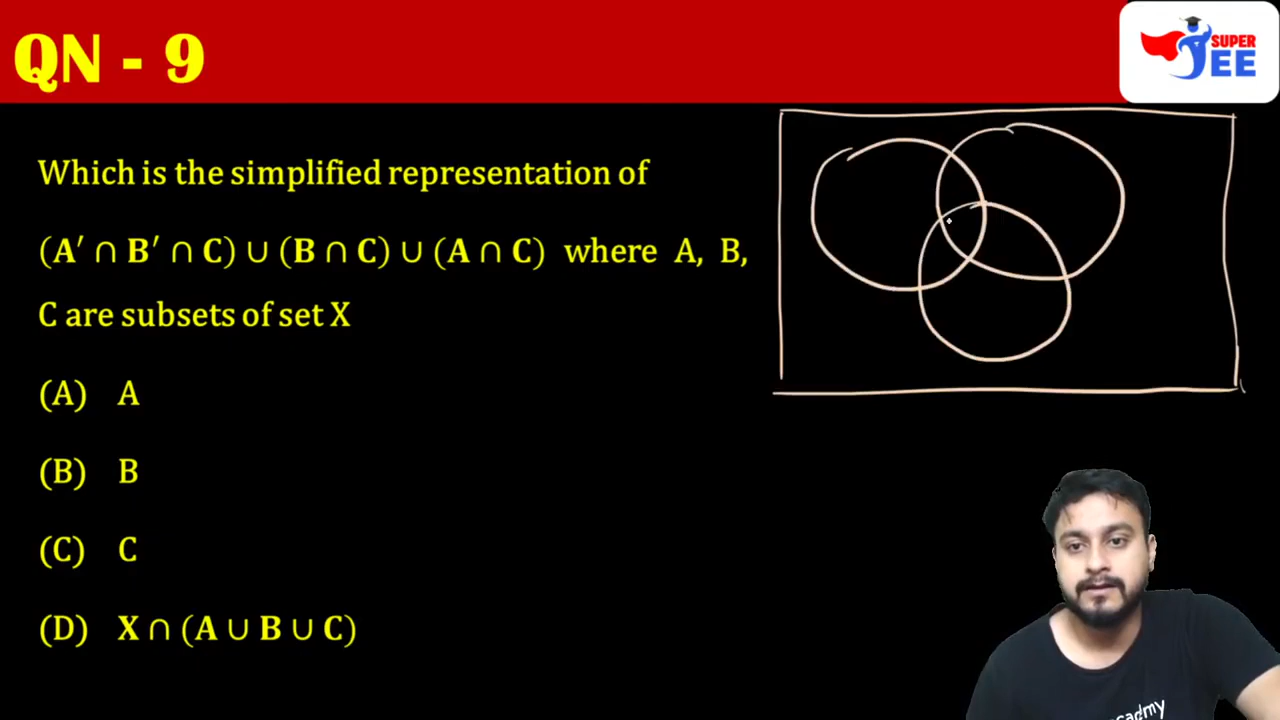 QN - 9
SUPER
JEE
Which is the simplified representation of
(A′ ∩ B′ ∩ C) ∪ (B ∩ C) ∪ (A ∩ C) where A, B,
C are subsets of set X
(A) A
(B) B
(C) C
(D) X ∩ (A ∪ B ∪ C)